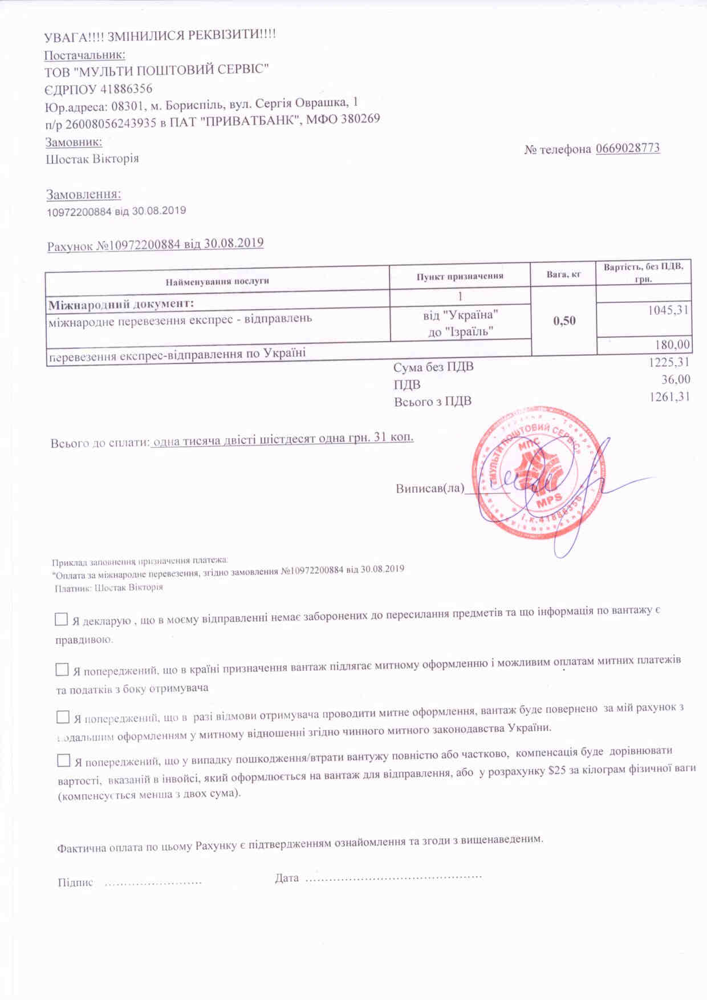 УВАГА!!!! ЗМІНИЛИСЯ РЕКВІЗИТИ!!!!
Постачальник:
ТОВ "МУЛЬТИ ПОШТОВИЙ СЕРВІС"
ЄДРПОУ 41886356
Юр.адреса: 08301, м. Бориспіль, вул. Сергія Оврашка, 1
п/р 26008056243935 в ПАТ "ПРИВАТБАНК", МФО 380269
Замовник:
№ телефона 0669028773
Шостак Вікторія
Замовлення:
10972200884 від 30.08.2019
Рахунок №10972200884 від 30.08.2019
Найменування послуги Пункт призначення Вага, кг Вартість, без ПДВ, грн.
Міжнародний документ: 1
міжнародне перевезення експрес - відправлень від "Україна" 1045,31
до "Ізраїль" 0,50
перевезення експрес-відправлення по Україні 180,00
Сума без ПДВ 1225,31
ПДВ 36,00
Всього з ПДВ 1261,31
Всього до сплати: одна тисяча двісті шістдесят одна грн. 31 коп.
«МУЛЬТИ ПОШТОВИЙ СЕРВІС»
МПС
MPS
і.к.41886356
Виписав(ла)
Приклад заповнення призначення платежа:
"Оплата за міжнародне перевезення, згідно замовлення №10972200884 від 30.08.2019
Платник: Шостак Вікторія
Я декларую , що в моєму відправленні немає заборонених до пересилання предметів та що інформація по вантажу є
правдивою.
Я попереджений, що в країні призначення вантаж підлягає митному оформленню і можливим оплатам митних платежів
та податків з боку отримувача
Я попереджений, що в разі відмови отримувача проводити митне оформлення, вантаж буде повернено за мій рахунок з
подальшим оформленням у митному відношенні згідно чинного митного законодавства України.
Я попереджений, що у випадку пошкодження/втрати вантужу повністю або частково, компенсація буде дорівнювати
вартості, вказаній в інвойсі, який оформлюється на вантаж для відправлення, або у розрахунку $25 за кілограм фізичної ваги
(компенсується менша з двох сума).
Фактична оплата по цьому Рахунку є підтвердженням ознайомлення та згоди з вищенаведеним.
Підпис .......................... Дата ..............................................